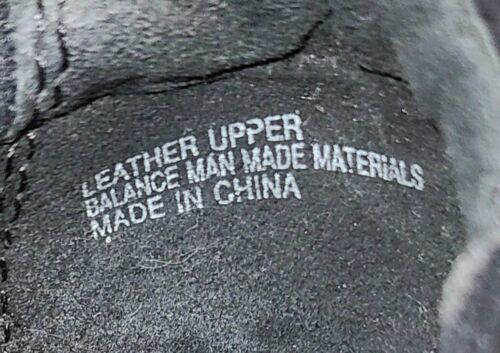 LEATHER UPPER
BALANCE MAN MADE MATERIALS
MADE IN CHINA